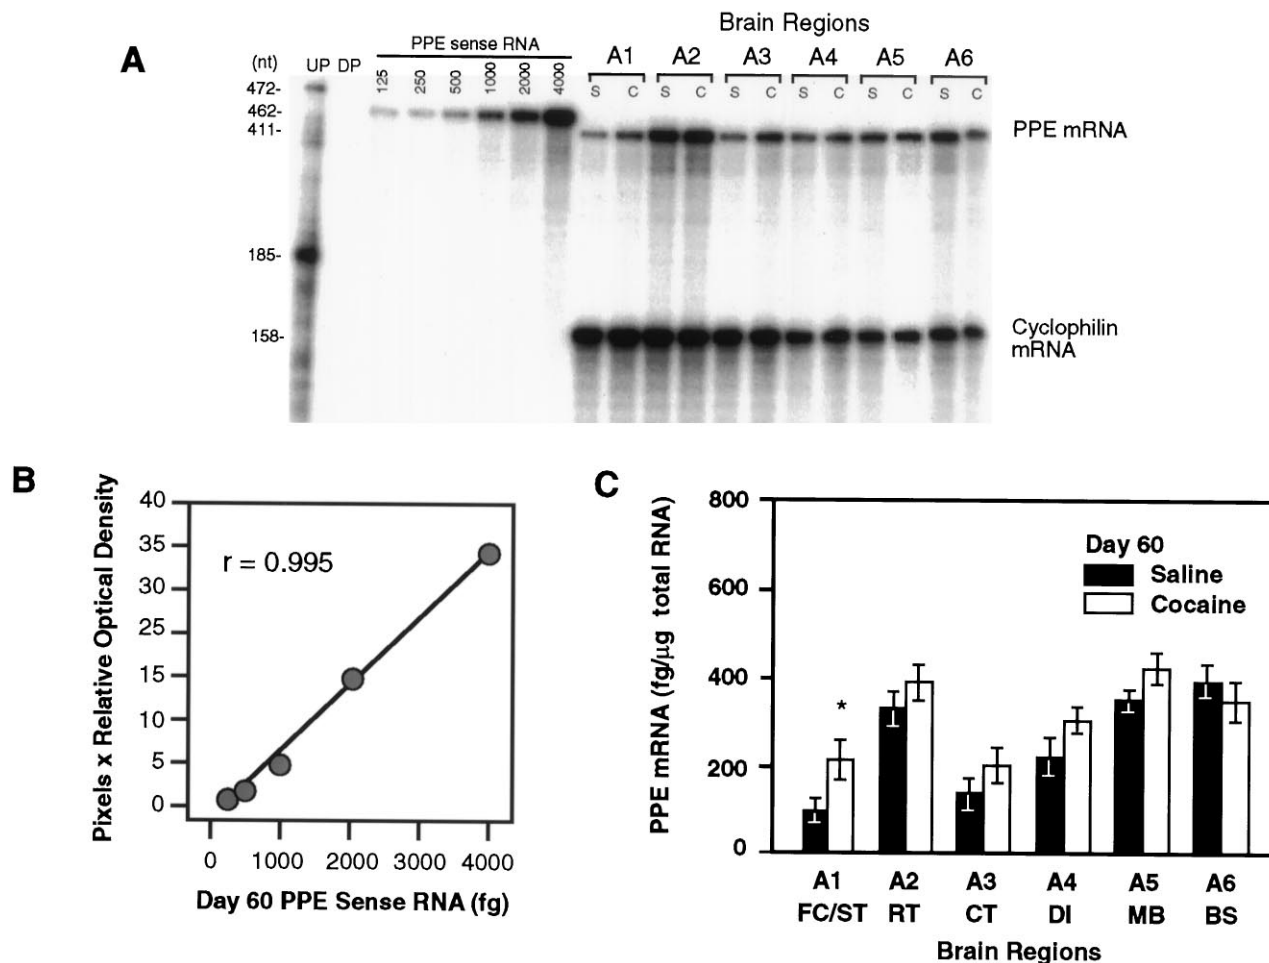 A
Brain Regions
PPE sense RNA
(nt) UP DP 125 250 500 1000 2000 4000
A1 A2 A3 A4 A5 A6
S C S C S C S C S C S C
472-
462-
411-
185-
158-
PPE mRNA
Cyclophilin
mRNA
B
Pixels x Relative Optical Density
40
35
30
25
15
10
5
0
r = 0.995
0 1000 2000 3000 4000
Day 60 PPE Sense RNA (fg)
C
PPE mRNA (fg/μg total RNA)
800
600
400
200
0
Day 60
Saline
Cocaine
*
A1 A2 A3 A4 A5 A6
FC/ST RT CT DI MB BS
Brain Regions